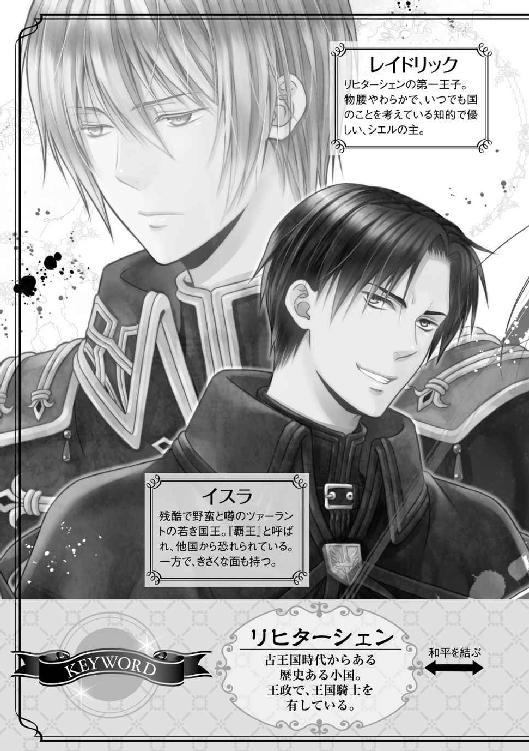 レイドリック
リヒターシェンの第一王子。
物腰やわらかで、いつでも国
のことを考えている知的で優
しい、シエルの主。
イスラ
残酷で野蛮と噂のツァーラン
トの若き国王。『覇王』と呼ば
れ、他国から恐れられている。
一方で、きさくな面も持つ。
KEYWORD
リヒターシェン
古王国時代からある
歴史ある小国。
王政で、王国騎士を
有している。
和平を結ぶ